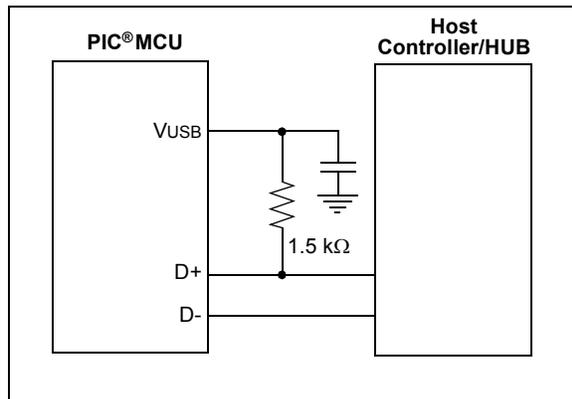 PIC®MCU
Host
Controller/HUB
VUSB
1.5 kΩ
D+
D-